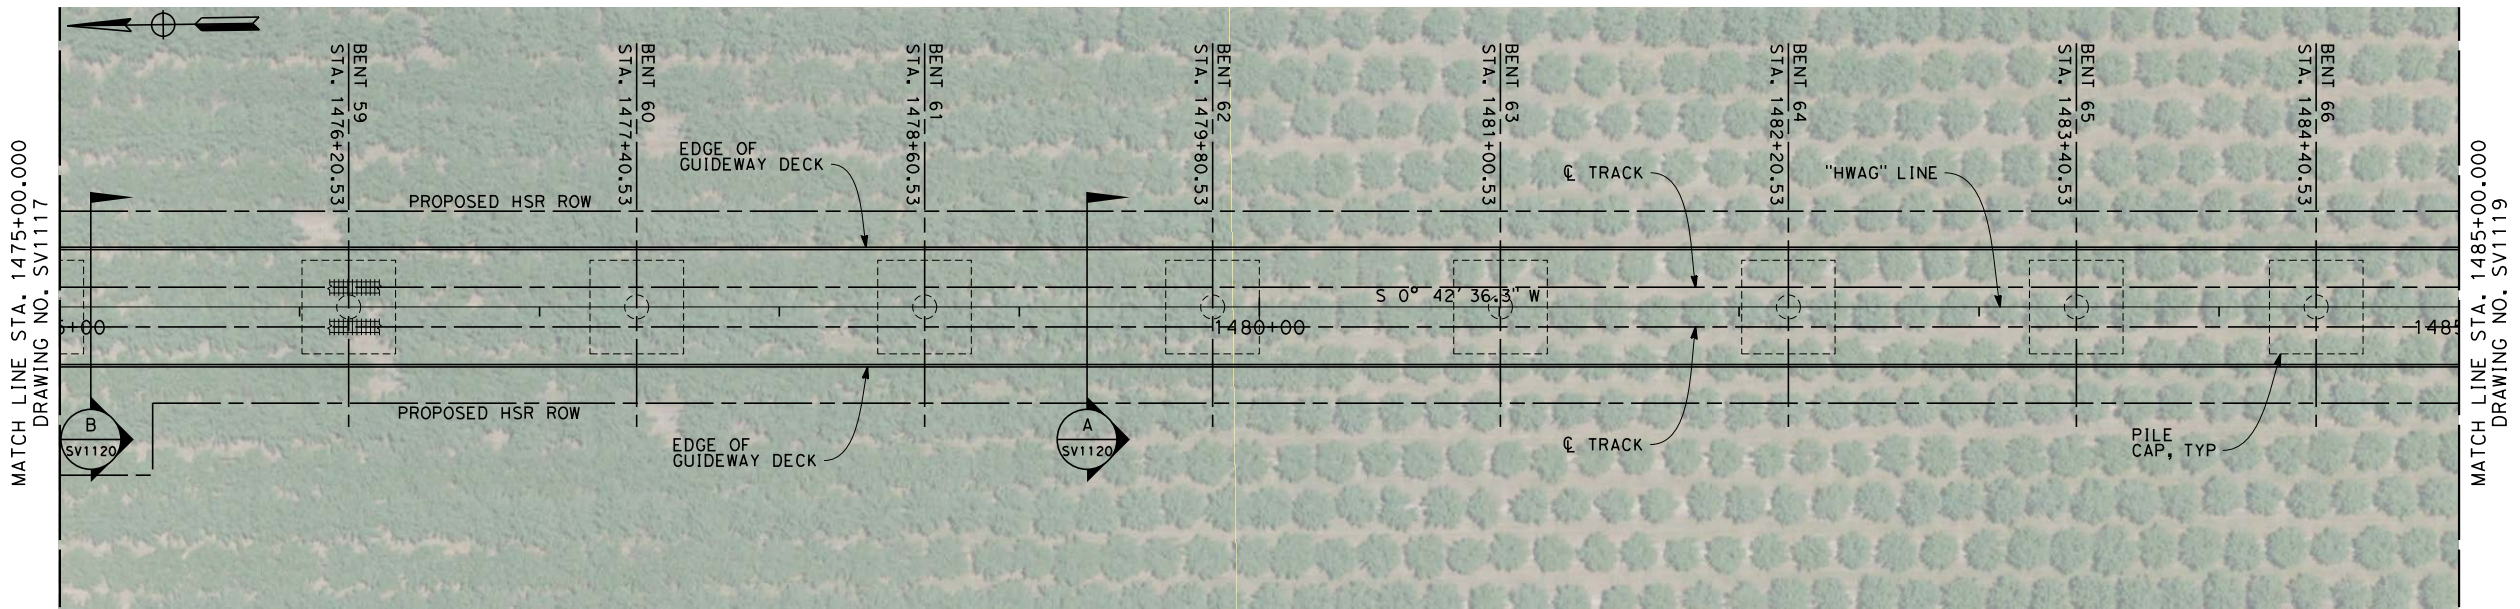 MATCH LINE STA. 1475+00.000
DRAWING NO. SV1117
BENT 59
STA. 1476+20.53
BENT 60
STA. 1477+40.53
BENT 61
STA. 1478+60.53
BENT 62
STA. 1479+80.53
BENT 63
STA. 1481+00.53
BENT 64
STA. 1482+20.53
BENT 65
STA. 1483+40.53
BENT 66
STA. 1484+40.53
EDGE OF
GUIDEWAY DECK
℄ TRACK
"HWAG" LINE
PROPOSED HSR ROW
S 0° 42' 36.3" W
5+00
1480+00
1485
PROPOSED HSR ROW
B
SV1120
A
SV1120
EDGE OF
GUIDEWAY DECK
℄ TRACK
PILE
CAP, TYP
MATCH LINE STA. 1485+00.000
DRAWING NO. SV1119